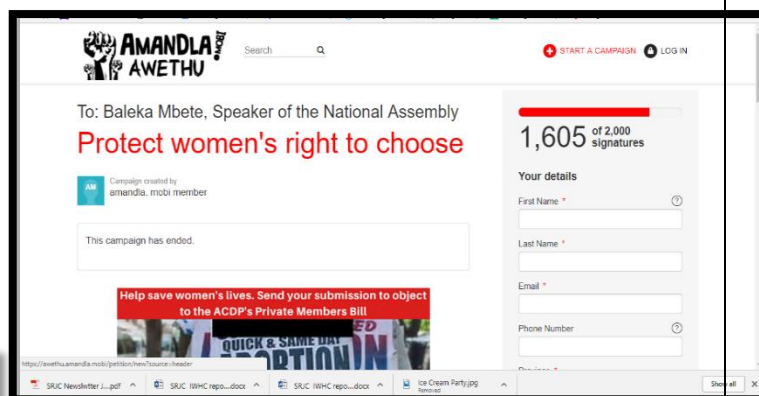 AMANDLA!
MOBI
AWETHU
Search
START A CAMPAIGN
LOG IN
To: Baleka Mbete, Speaker of the National Assembly
Protect women's right to choose
AM
Campaign created by
amandla. mobi member
This campaign has ended.
Help save women's lives. Send your submission to object
to the ACDP's Private Members Bill
QUICK & SAME DAY
ABORTION
1,605 of 2,000
signatures
Your details
First Name *
?
Last Name *
Email *
Phone Number
?
Province *
https://awethu.amandla.mobi/petition/new?source=header
SRJC Newslwtter J....pdf
SRJC IWHC repo....docx
SRJC IWHC repo....docx
Ice Cream Party.jpg
Removed
Show all
X